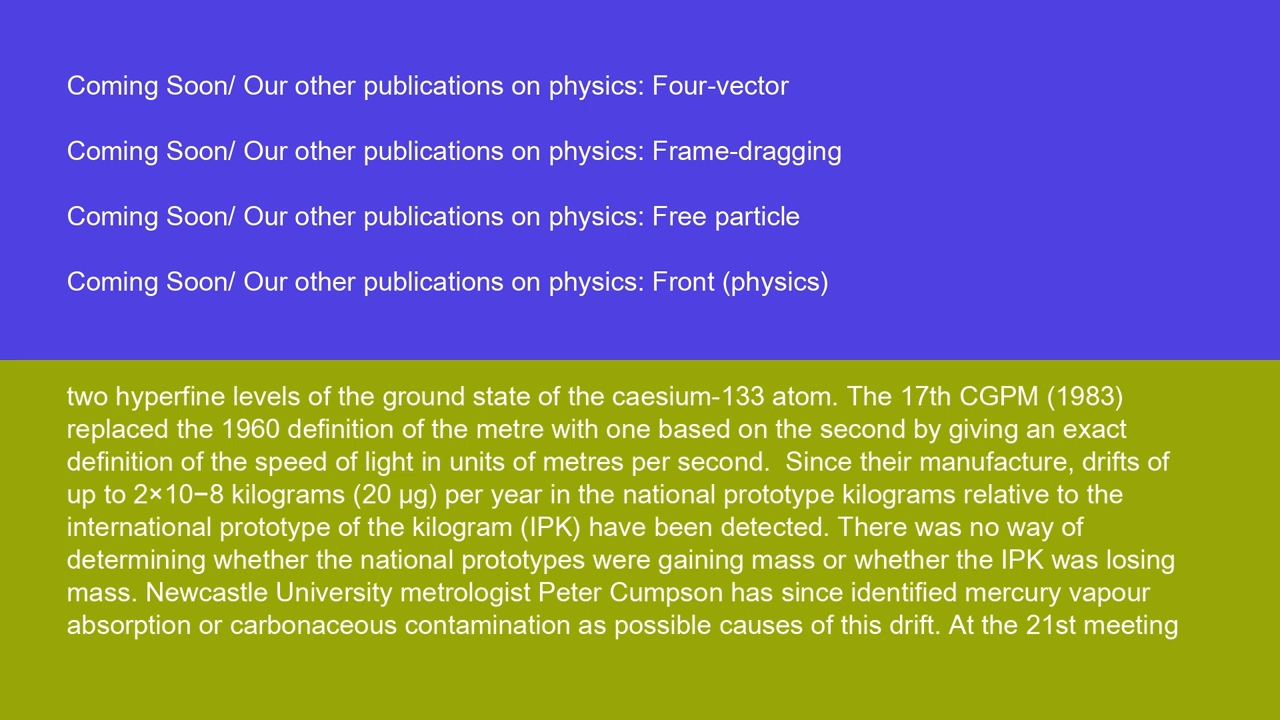 Coming Soon/ Our other publications on physics: Four-vector
Coming Soon/ Our other publications on physics: Frame-dragging
Coming Soon/ Our other publications on physics: Free particle
Coming Soon/ Our other publications on physics: Front (physics)
two hyperfine levels of the ground state of the caesium-133 atom. The 17th CGPM (1983)
replaced the 1960 definition of the metre with one based on the second by giving an exact
definition of the speed of light in units of metres per second.  Since their manufacture, drifts of
up to 2×10−8 kilograms (20 μg) per year in the national prototype kilograms relative to the
international prototype of the kilogram (IPK) have been detected. There was no way of
determining whether the national prototypes were gaining mass or whether the IPK was losing
mass. Newcastle University metrologist Peter Cumpson has since identified mercury vapour
absorption or carbonaceous contamination as possible causes of this drift. At the 21st meeting